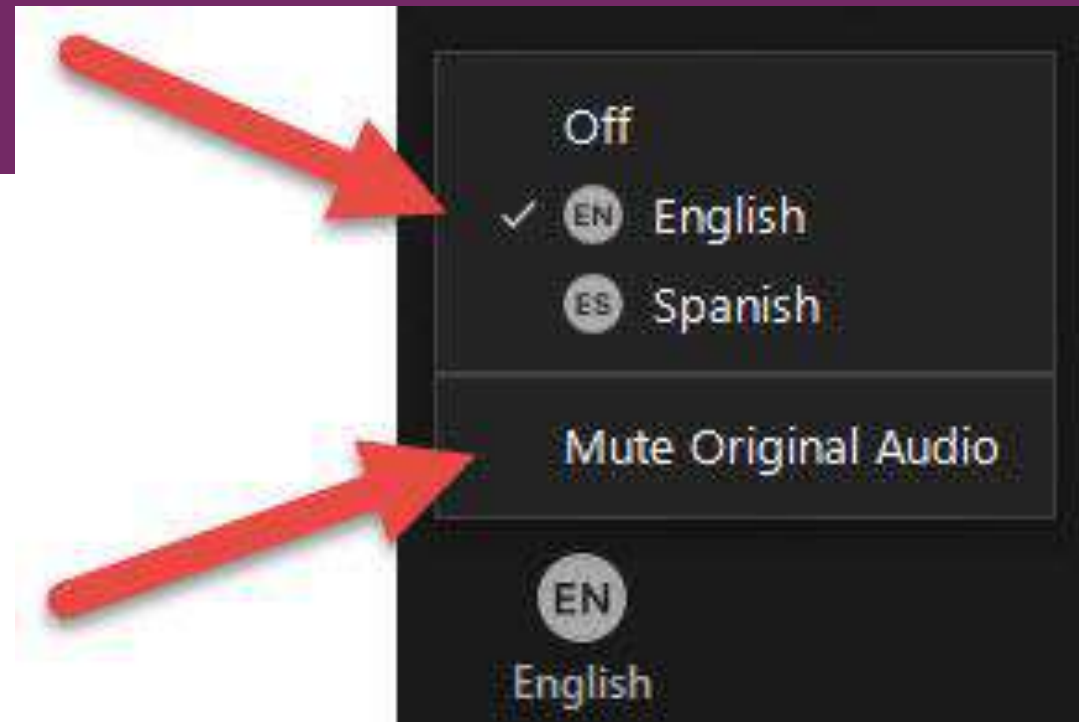 Off
EN English
ES Spanish
Mute Original Audio
EN
English